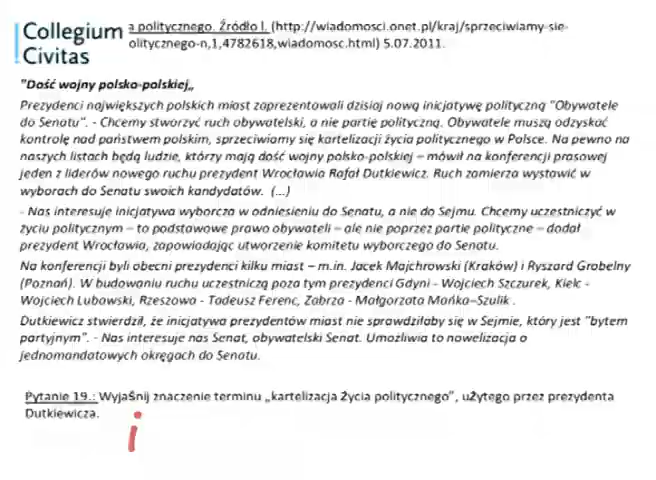 Collegium
Civitas
a politycznego. Źródło I. (http://wiadomosci.onet.pl/kraj/sprzeciwiamy-sie-
olitycznego-n,1,4782618,wiadomosc.html) 5.07.2011.
"Dość wojny polsko-polskiej„
Prezydenci największych polskich miast zaprezentowali dzisiaj nową inicjatywę polityczną "Obywatele
do Senatu". - Chcemy stworzyć ruch obywatelski, a nie partię polityczną. Obywatele muszą odzyskać
kontrolę nad państwem polskim, sprzeciwiamy się kartelizacji życia politycznego w Polsce. Na pewno na
naszych listach będą ludzie, którzy mają dość wojny polsko-polskiej – mówił na konferencji prasowej
jeden z liderów nowego ruchu prezydent Wrocławia Rafał Dutkiewicz. Ruch zamierza wystawić w
wyborach do Senatu swoich kandydatów. (...)
- Nas interesuje inicjatywa wyborcza w odniesieniu do Senatu, a nie do Sejmu. Chcemy uczestniczyć w
życiu politycznym – to podstawowe prawo obywateli – ale nie poprzez partie polityczne – dodał
prezydent Wrocławia, zapowiadając utworzenie komitetu wyborczego do Senatu.
Na konferencji byli obecni prezydenci kilku miast – m.in. Jacek Majchrowski (Kraków) i Ryszard Grobelny
(Poznań). W budowaniu ruchu uczestniczą poza tym prezydenci Gdyni - Wojciech Szczurek, Kielc -
Wojciech Lubawski, Rzeszowa - Tadeusz Ferenc, Zabrza - Małgorzata Mańka–Szulik .
Dutkiewicz stwierdził, że inicjatywa prezydentów miast nie sprawdziłaby się w Sejmie, który jest "bytem
partyjnym". - Nas interesuje nas Senat, obywatelski Senat. Umożliwia to nowelizacja o
jednomandatowych okręgach do Senatu.
Pytanie 19.: Wyjaśnij znaczenie terminu „kartelizacja życia politycznego", użytego przez prezydenta
Dutkiewicza.
i